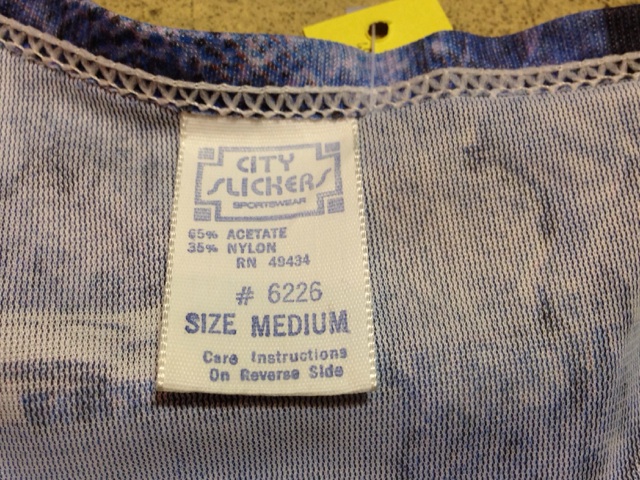 CITY
SLICKERS
SPORTSWEAR
65% ACETATE
35% NYLON
RN 49434
# 6226
SIZE MEDIUM
Care Instructions
On Reverse Side